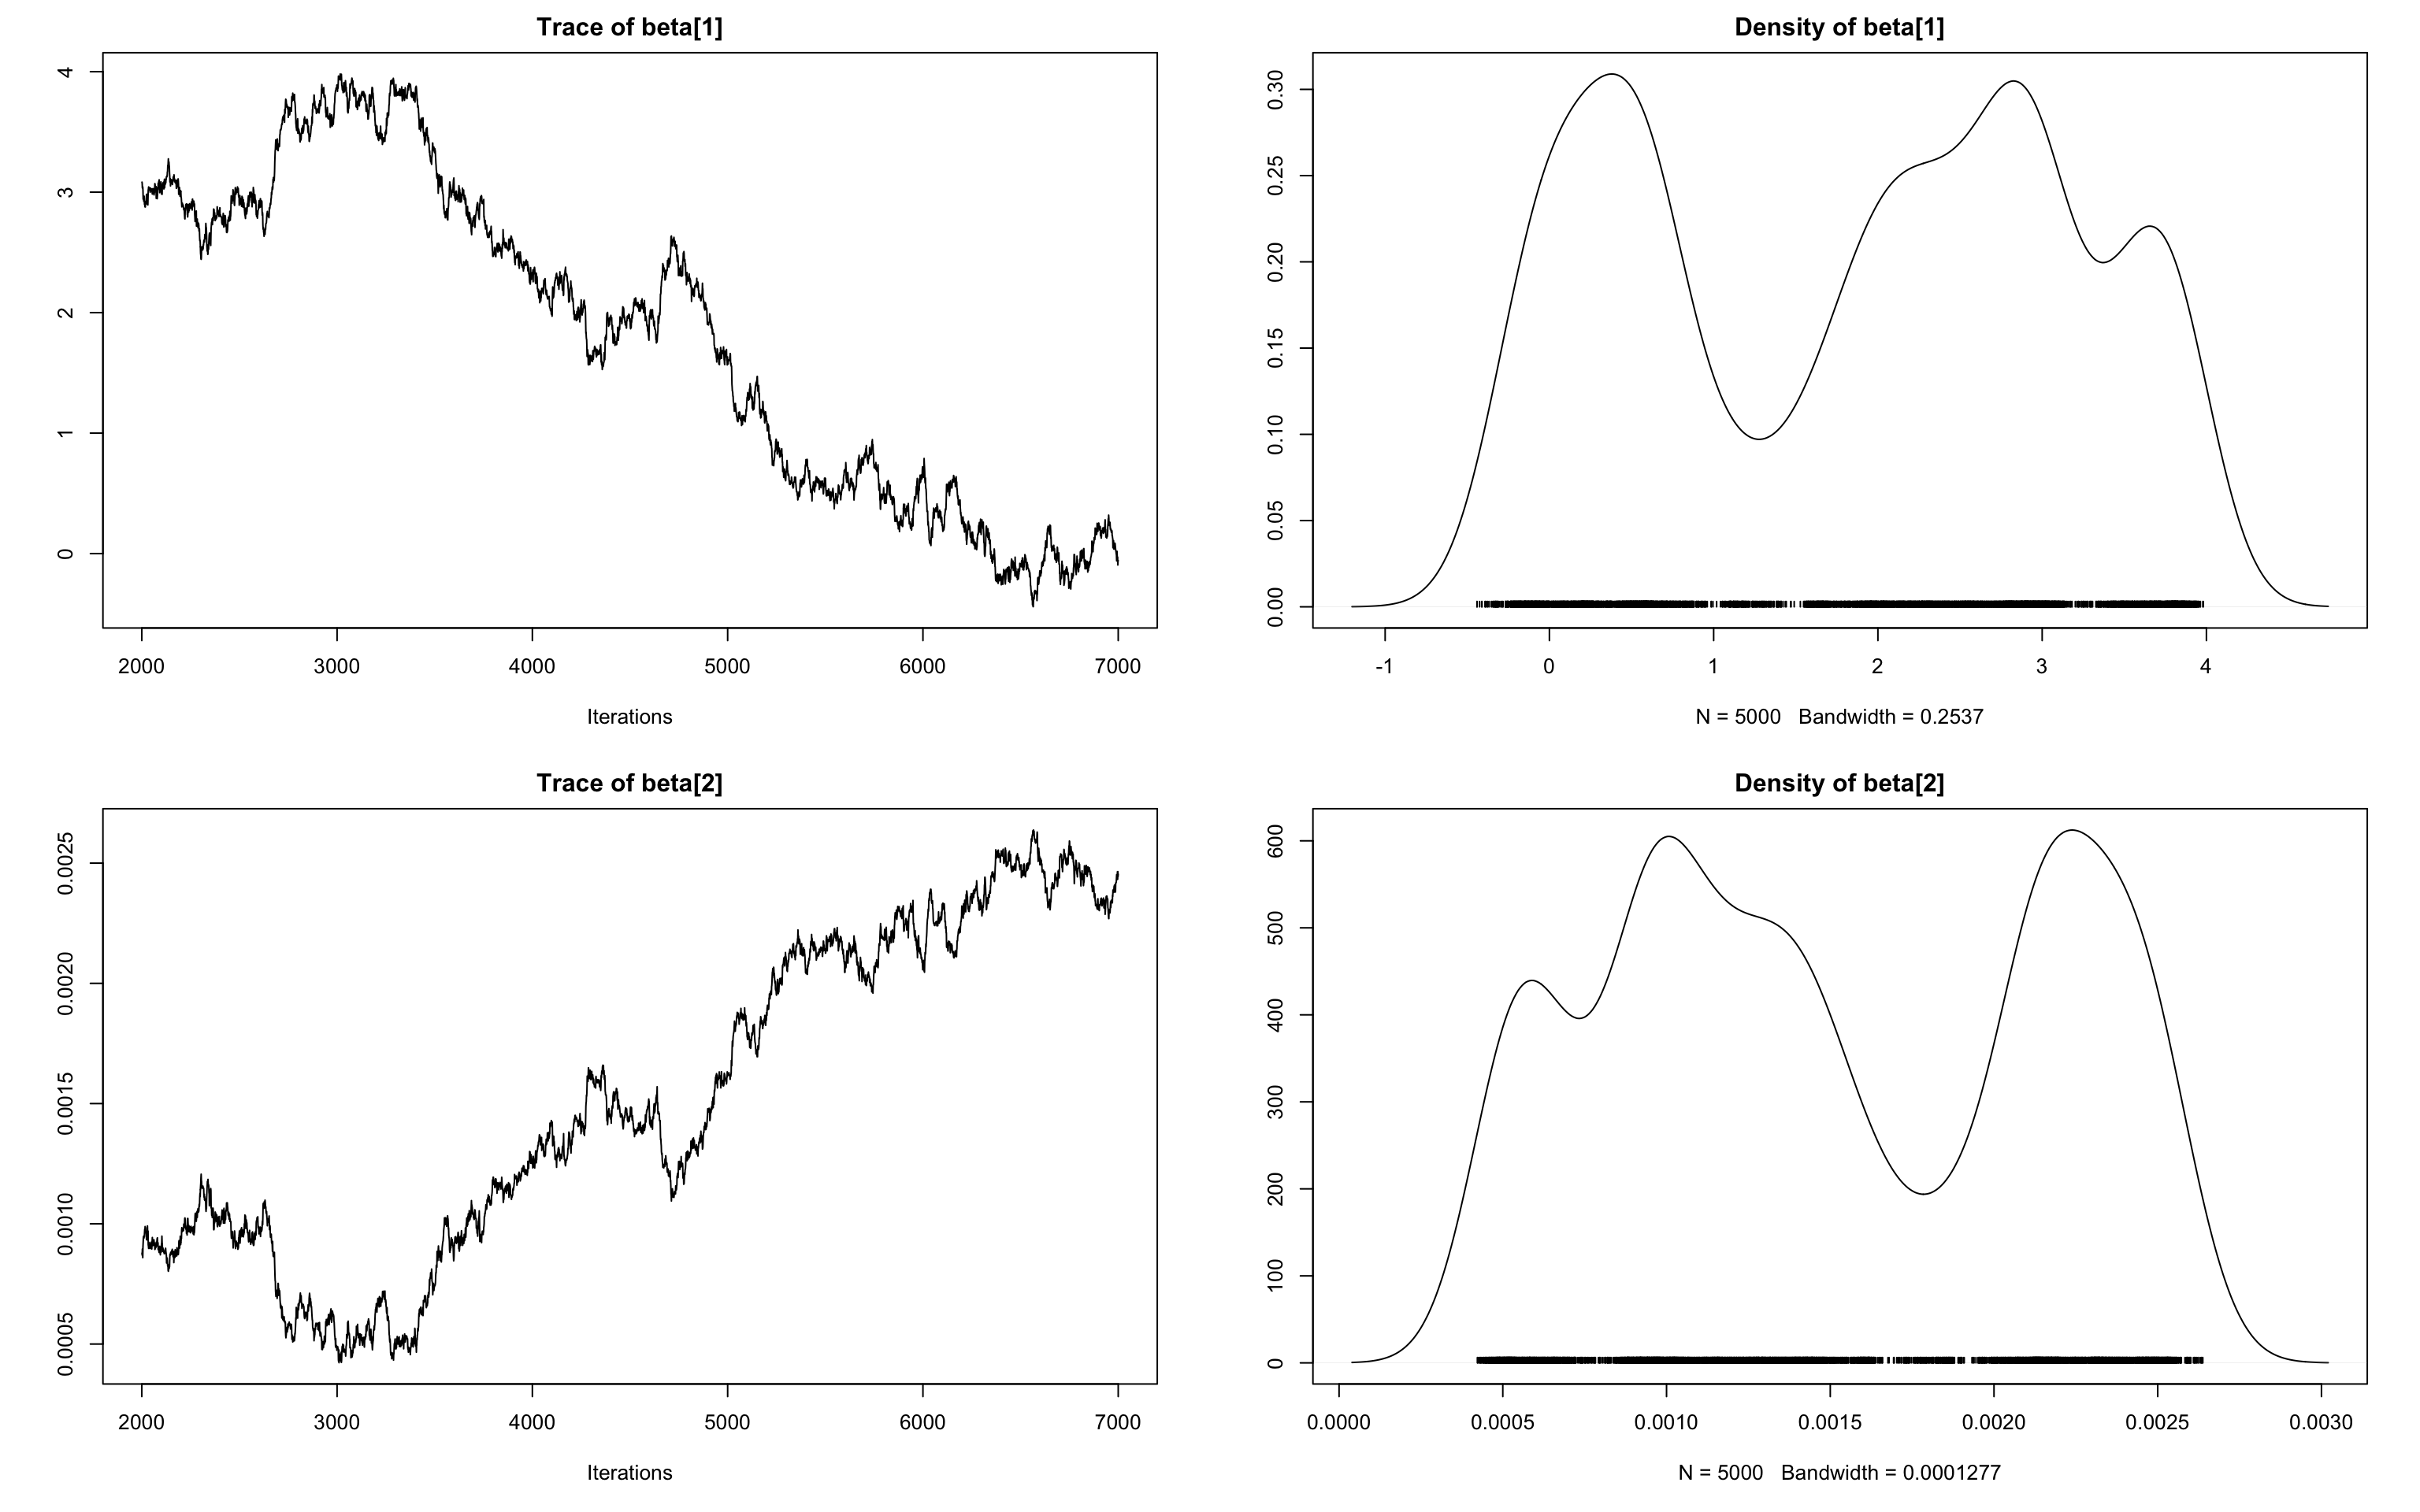 Trace of beta[1]
4
3
2
1
0
2000 3000 4000 5000 6000 7000
Iterations
Density of beta[1]
0.30
0.25
0.20
0.15
0.10
0.05
0.00
-1 0 1 2 3 4
N = 5000 Bandwidth = 0.2537
Trace of beta[2]
0.0025
0.0020
0.0015
0.0010
0.0005
2000 3000 4000 5000 6000 7000
Iterations
Density of beta[2]
600
500
400
300
200
100
0
0.0000 0.0005 0.0010 0.0015 0.0020 0.0025 0.0030
N = 5000 Bandwidth = 0.0001277